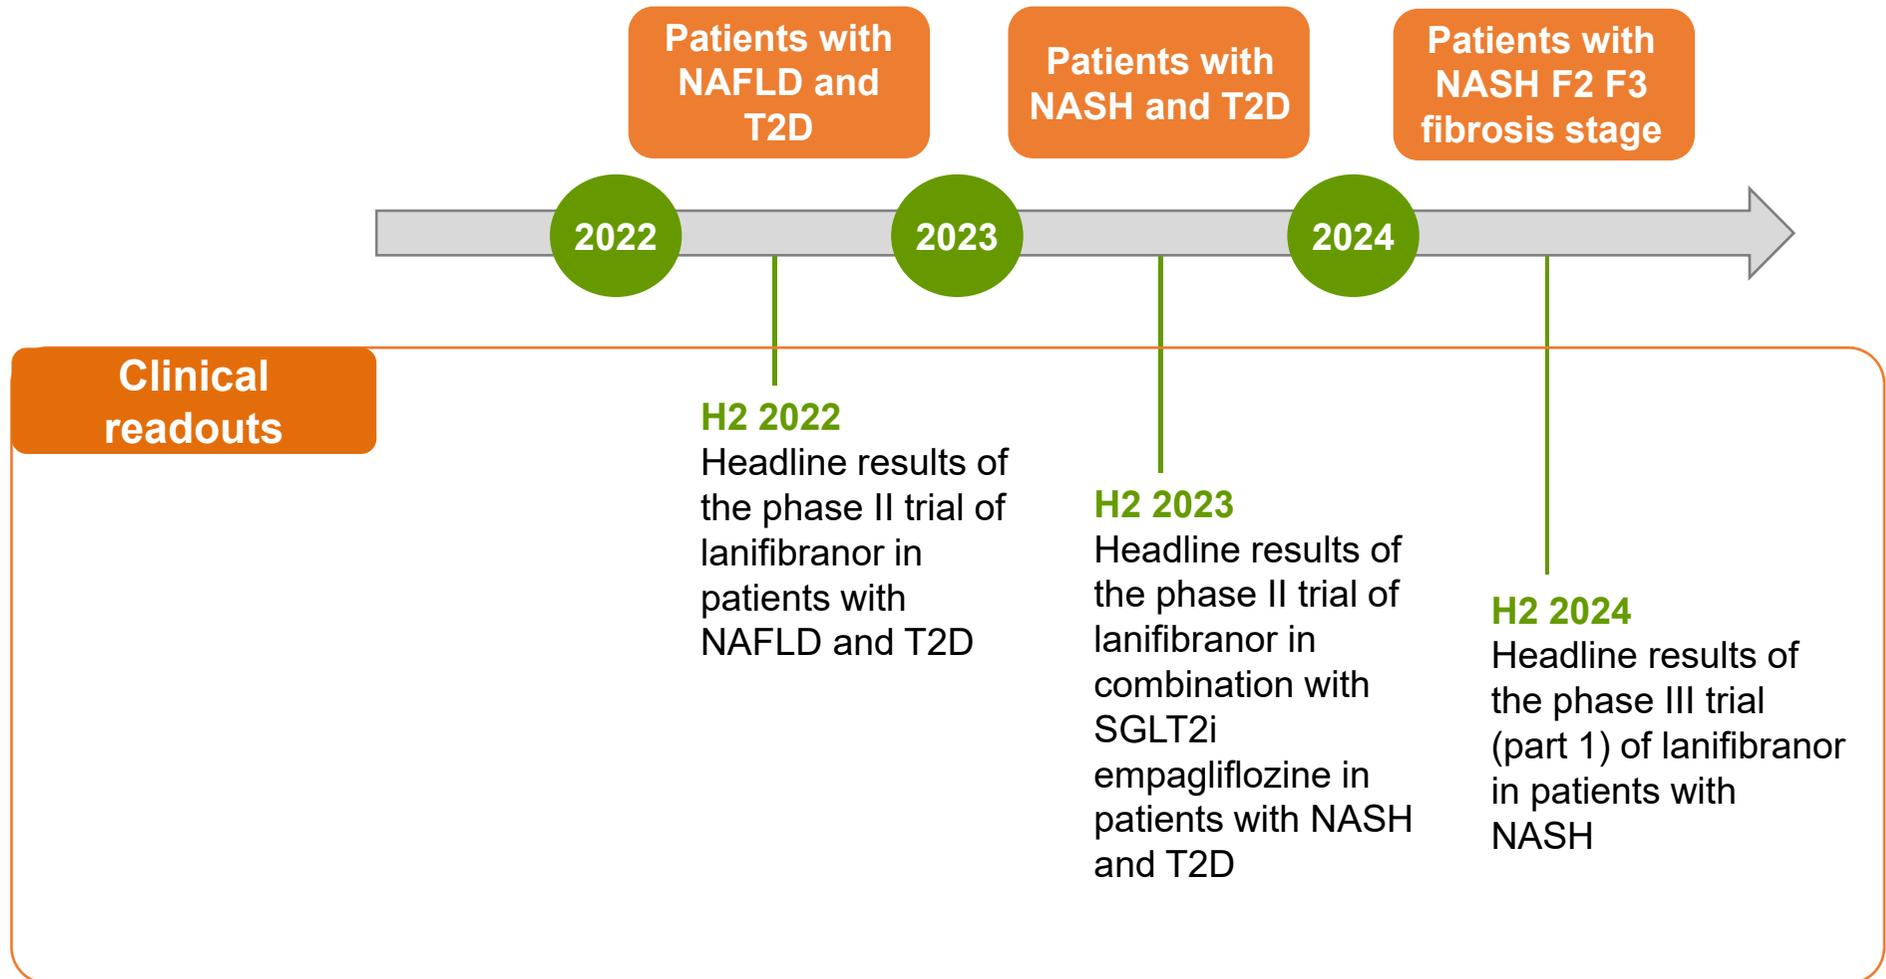 Patients with
NAFLD and
T2D
Patients with
NASH and T2D
Patients with
NASH F2 F3
fibrosis stage
2022
2023
2024
Clinical
readouts
H2 2022
Headline results of
the phase II trial of
lanifibranor in
patients with
NAFLD and T2D
H2 2023
Headline results of
the phase II trial of
lanifibranor in
combination with
SGLT2i
empagliflozine in
patients with NASH
and T2D
H2 2024
Headline results of
the phase III trial
(part 1) of lanifibranor
in patients with
NASH